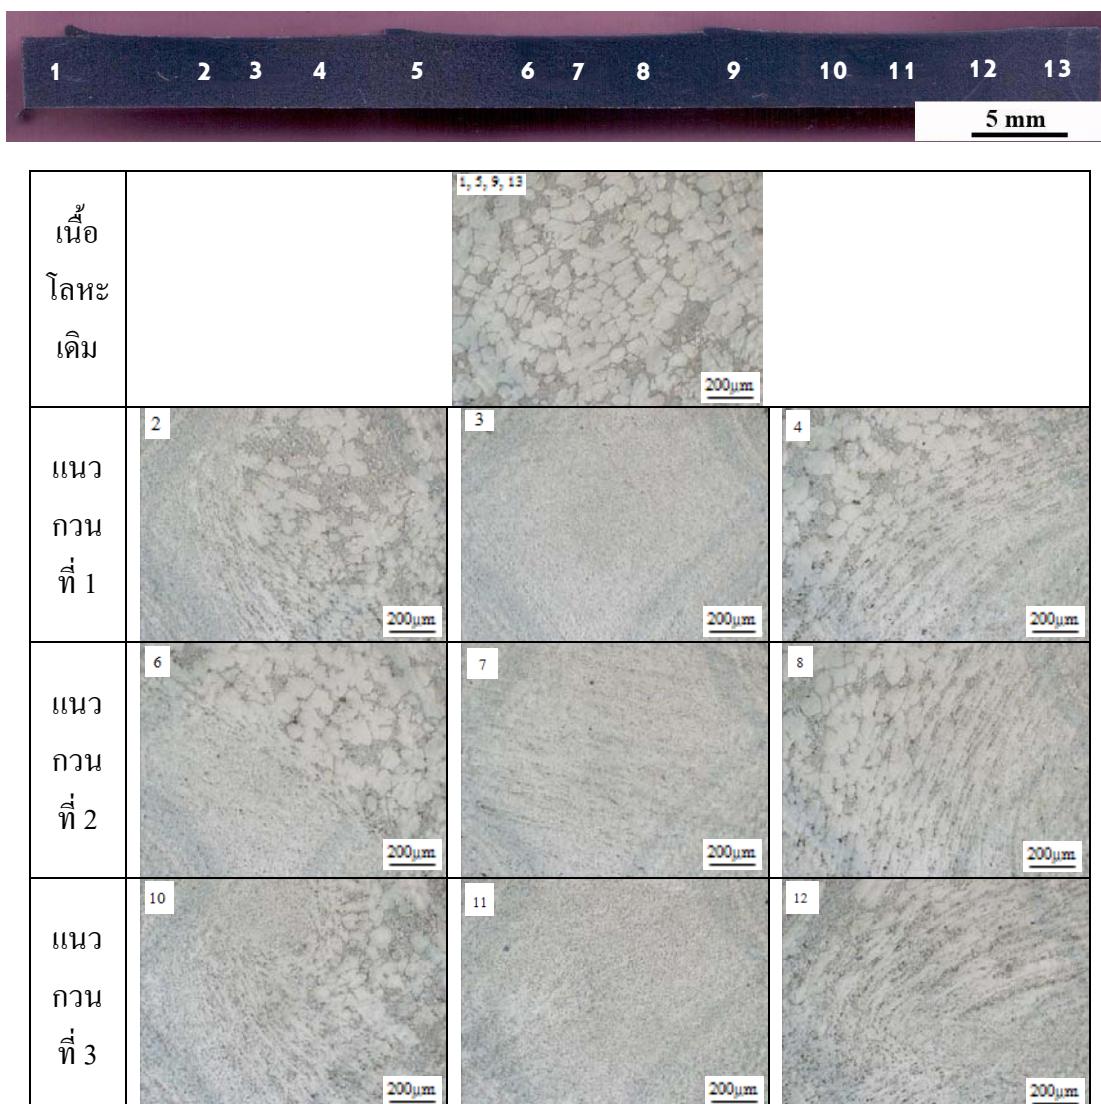 1 2 3 4 5 6 7 8 9 10 11 12 13
5 mm
1, 5, 9, 13
เนื้อ
โลหะ
เดิม
200μm
2 3 4
แนว
กวน
ที่ 1
200μm 200μm 200μm
6 7 8
แนว
กวน
ที่ 2
200μm 200μm 200μm
10 11 12
แนว
กวน
ที่ 3
200μm 200μm 200μm